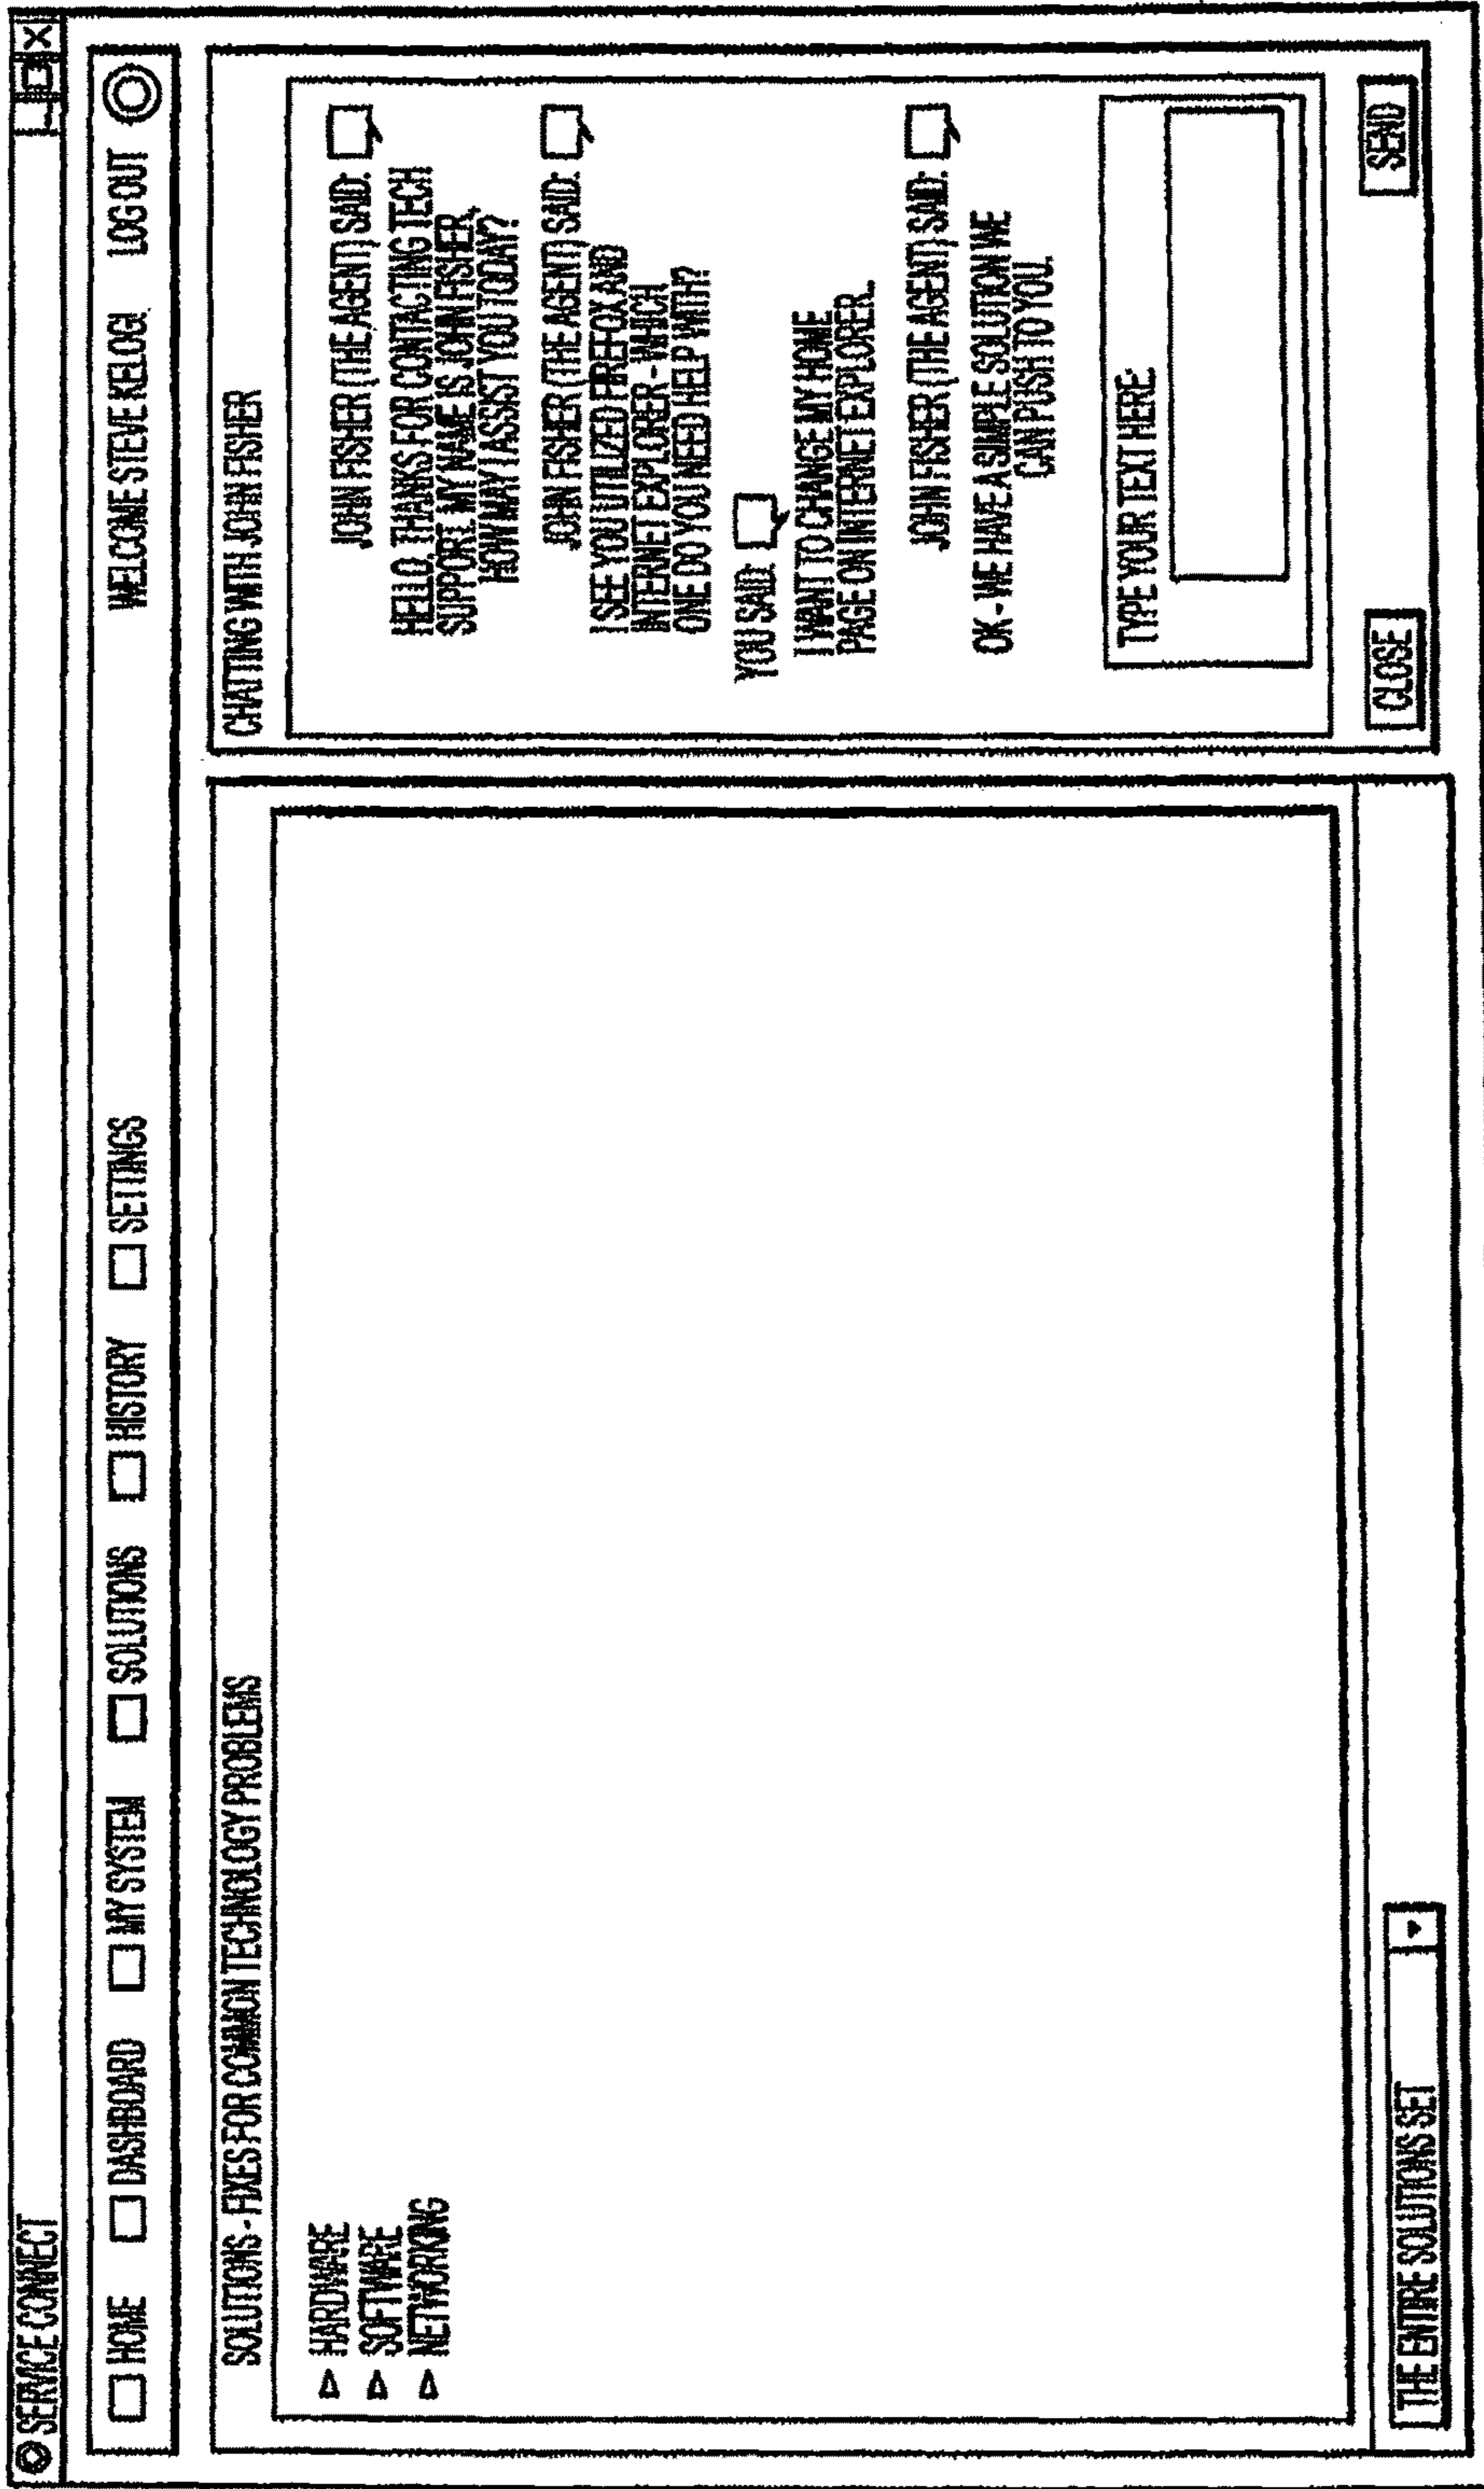 SERVICE CONNECT
HOME DASHBOARD MY SYSTEM SOLUTIONS HISTORY SETTINGS WELCOME STEVE KELOGI LOG OUT
SOLUTIONS - FIXES FOR COMMON TECHNOLOGY PROBLEMS
HARDWARE
SOFTWARE
NETWORKING
THE ENTIRE SOLUTIONS SET
CHATTING WITH JOHN FISHER
JOHN FISHER (THE AGENT) SAID:
HELLO, THANKS FOR CONTACTING TECH
SUPPORT. MY NAME IS JOHN FISHER,
HOW MAY I ASSIST YOU TODAY?
JOHN FISHER (THE AGENT) SAID:
I SEE YOU UTILIZED FIREFOX AND
INTERNET EXPLORER - WHICH
ONE DO YOU NEED HELP WITH?
YOU SAID:
I WANT TO CHANGE MY HOME
PAGE ON INTERNET EXPLORER...
JOHN FISHER (THE AGENT) SAID:
OK - WE HAVE A SIMPLE SOLUTION WE
CAN PUSH TO YOU.
TYPE YOUR TEXT HERE:
CLOSE SEND